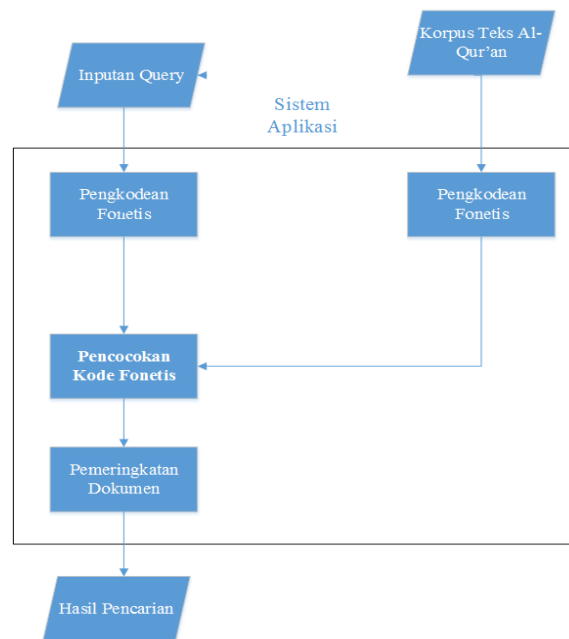 Korpus Teks Al-
Qur'an
Inputan Query
Sistem
Aplikasi
Pengkodean
Fonetis
Pengkodean
Fonetis
Pencocokan
Kode Fonetis
Pemeringkatan
Dokumen
Hasil Pencarian